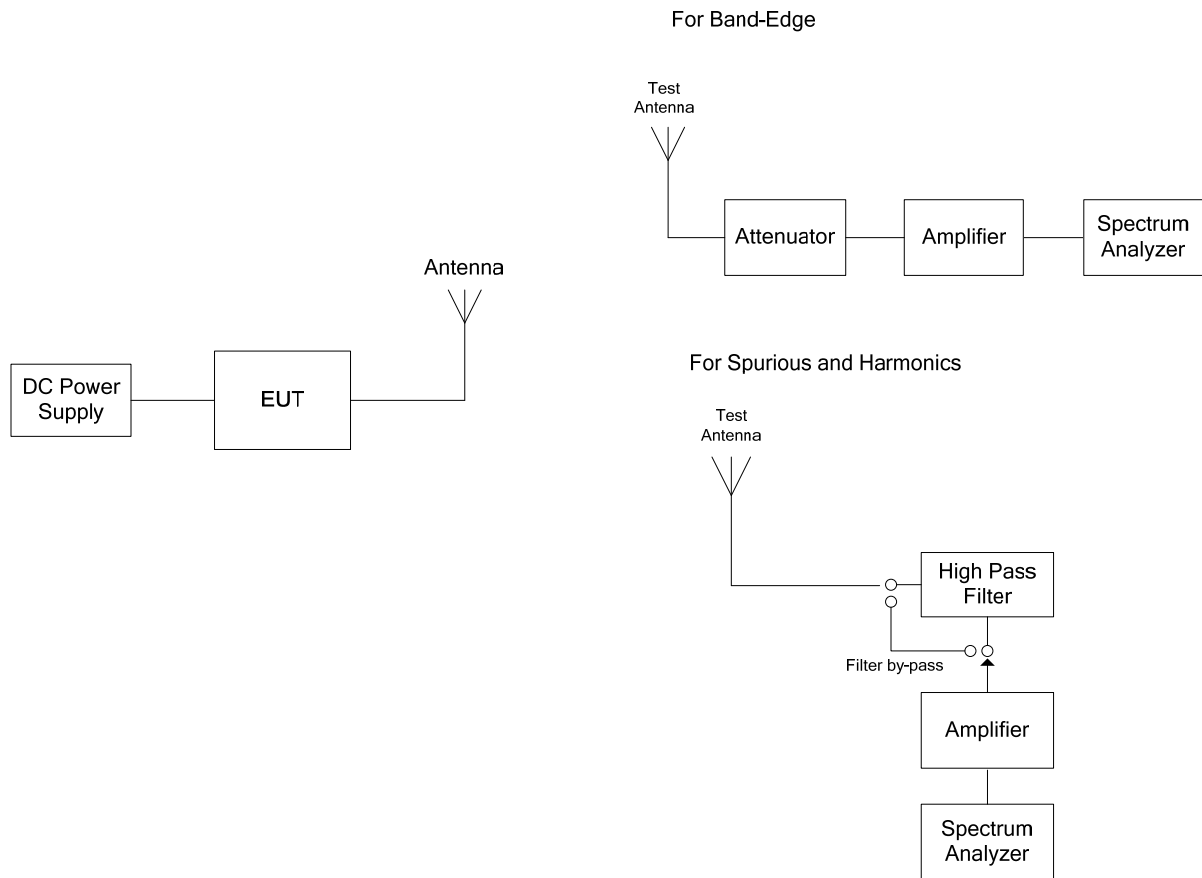 For Band-Edge
Test
Antenna
Attenuator
Amplifier
Spectrum
Analyzer
Antenna
DC Power
Supply
EUT
For Spurious and Harmonics
Test
Antenna
High Pass
Filter
Filter by-pass
Amplifier
Spectrum
Analyzer